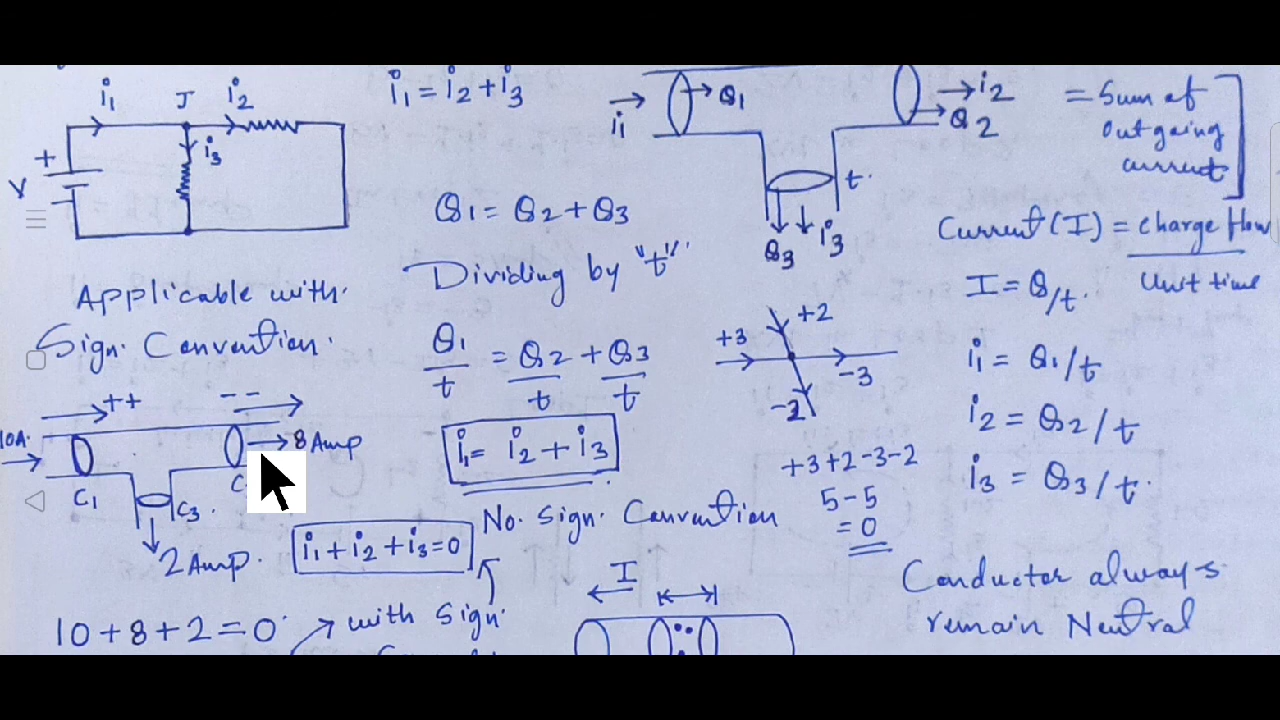 i1 J i2
i1 = i2 + i3
i1 Q1
i2
Q2
= Sum of
outgoing
current
+
V
i3
t.
Q3 i3
Q1 = Q2 + Q3
Dividing by "t".
Current (I) = Charge flow
Unit time
I = Q/t.
Applicable with.
Sign. Convention.
Q1/t = Q2/t + Q3/t
+3 +2
-3
-2
i1 = Q1/t
i2 = Q2/t
i3 = Q3/t.
++ --
10A. 8 Amp
C1 C3.
2 Amp.
i1 = i2 + i3
+3+2-3-2
5-5
= 0
No. Sign. Convention
i1 + i2 + i3 = 0
10 + 8 + 2 = 0
with Sign.
I
Conductor always
remain Neutral